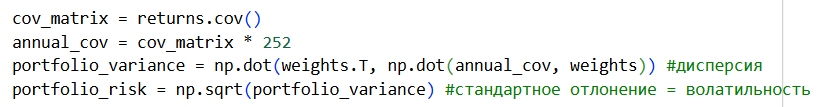 cov_matrix = returns.cov()
annual_cov = cov_matrix * 252
portfolio_variance = np.dot(weights.T, np.dot(annual_cov, weights)) #дисперсия
portfolio_risk = np.sqrt(portfolio_variance) #стандартное отлонение = волатильность